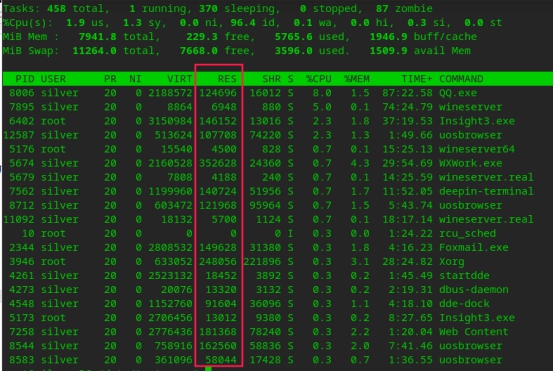 Tasks: 458 total, 1 running, 370 sleeping, 0 stopped, 87 zombie
%Cpu(s): 1.9 us, 1.3 sy, 0.0 ni, 96.4 id, 0.1 wa, 0.0 hi, 0.3 si, 0.0 st
MiB Mem : 7941.8 total, 229.3 free, 5765.6 used, 1946.9 buff/cache
MiB Swap: 11264.0 total, 7668.0 free, 3596.0 used. 1509.9 avail Mem
PID USER PR NI VIRT RES SHR S %CPU %MEM TIME+ COMMAND
8006 silver 20 0 2188572 124696 16012 S 8.0 1.5 87:22.58 QQ.exe
7895 silver 20 0 8864 6948 880 S 5.0 0.1 74:24.79 wineserver
6402 root 20 0 3150984 146152 13016 S 2.3 1.8 37:19.53 Insight3.exe
12587 silver 20 0 513624 107708 74220 S 2.3 1.3 1:49.66 uosbrowser
5176 root 20 0 15540 4500 828 S 0.7 0.1 15:25.13 wineserver64
5674 silver 20 0 2160528 352628 24360 S 0.7 4.3 29:54.69 WXWork.exe
5679 silver 20 0 7808 4188 240 S 0.7 0.1 14:25.59 wineserver.real
7562 silver 20 0 1199960 140724 51956 S 0.7 1.7 11:52.05 deepin-terminal
8712 silver 20 0 603472 121968 95964 S 0.7 1.5 5:43.74 uosbrowser
11092 silver 20 0 18132 5700 1124 S 0.7 0.1 18:17.14 wineserver.real
10 root 20 0 0 0 0 I 0.3 0.0 1:24.22 rcu_sched
2344 silver 20 0 2808532 149628 31380 S 0.3 1.8 4:16.23 Foxmail.exe
3946 root 20 0 633052 248056 221896 S 0.3 3.1 28:24.82 Xorg
4261 silver 20 0 2523132 18452 3892 S 0.3 0.2 1:45.49 startdde
4273 silver 20 0 20076 13320 3132 S 0.3 0.2 2:19.31 dbus-daemon
4548 silver 20 0 1152760 91604 36096 S 0.3 1.1 4:18.10 dde-dock
5173 root 20 0 2706456 13012 9380 S 0.3 0.2 8:27.65 Insight3.exe
7258 silver 20 0 2776436 181368 78240 S 0.3 2.2 1:20.04 Web Content
8544 silver 20 0 758916 162560 58836 S 0.3 2.0 7:41.46 uosbrowser
8583 silver 20 0 361096 58044 17428 S 0.3 0.7 1:36.55 uosbrowser